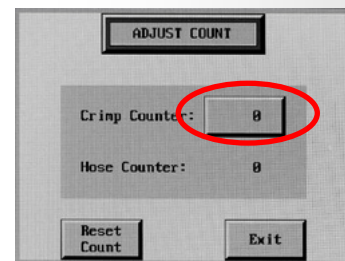 ADJUST COUNT
Crimp Counter: 0
Hose Counter: 0
Reset
Count
Exit